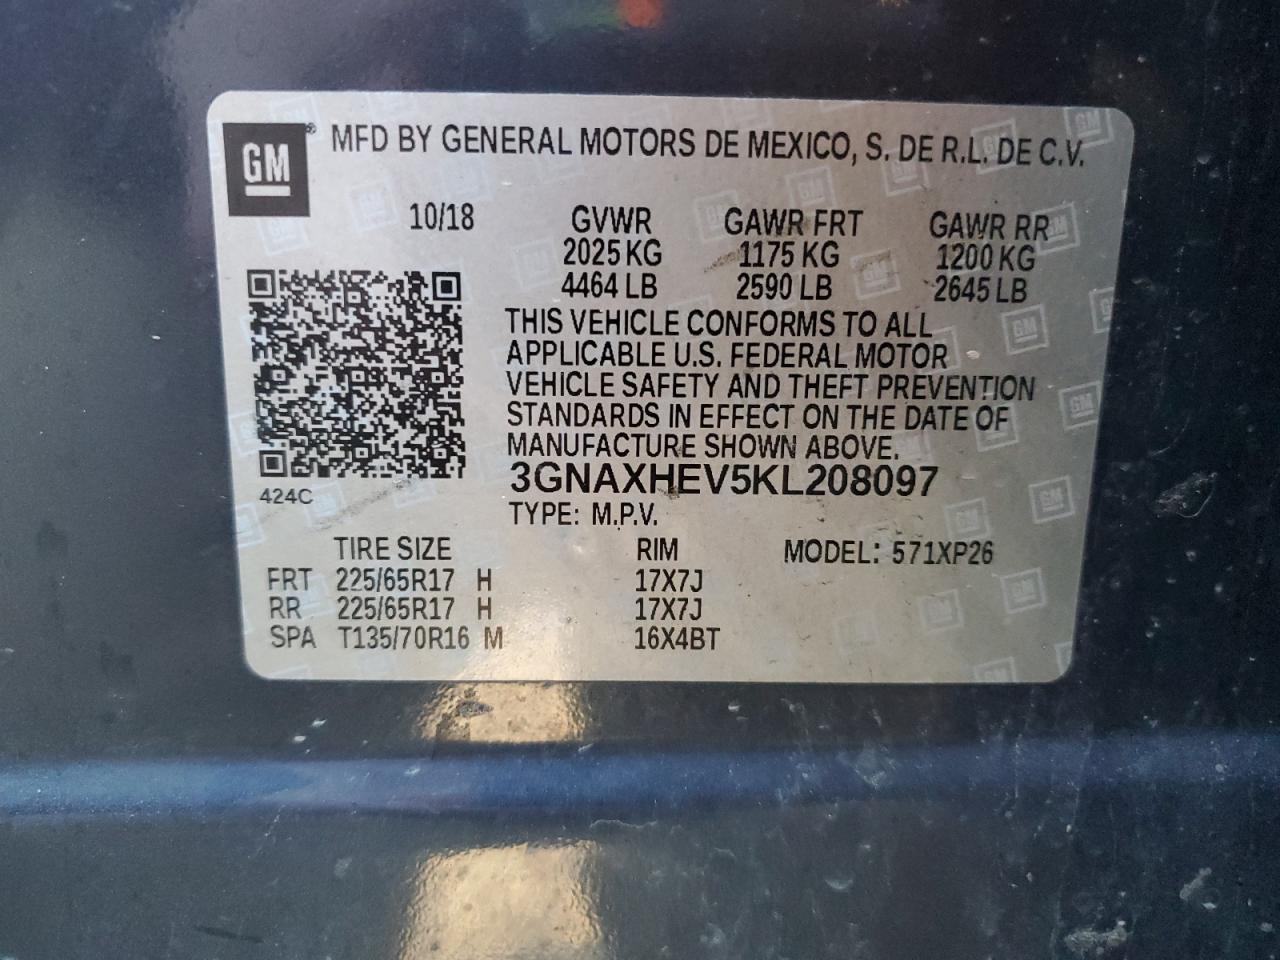 GM® MFD BY GENERAL MOTORS DE MEXICO, S. DE R.L. DE C.V.
10/18 GVWR GAWR FRT GAWR RR
2025 KG 1175 KG 1200 KG
4464 LB 2590 LB 2645 LB
THIS VEHICLE CONFORMS TO ALL
APPLICABLE U.S. FEDERAL MOTOR
VEHICLE SAFETY AND THEFT PREVENTION
STANDARDS IN EFFECT ON THE DATE OF
MANUFACTURE SHOWN ABOVE.
3GNAXHEV5KL208097
424C
TYPE: M.P.V.
TIRE SIZE RIM MODEL: 571XP26
FRT 225/65R17 H 17X7J
RR 225/65R17 H 17X7J
SPA T135/70R16 M 16X4BT